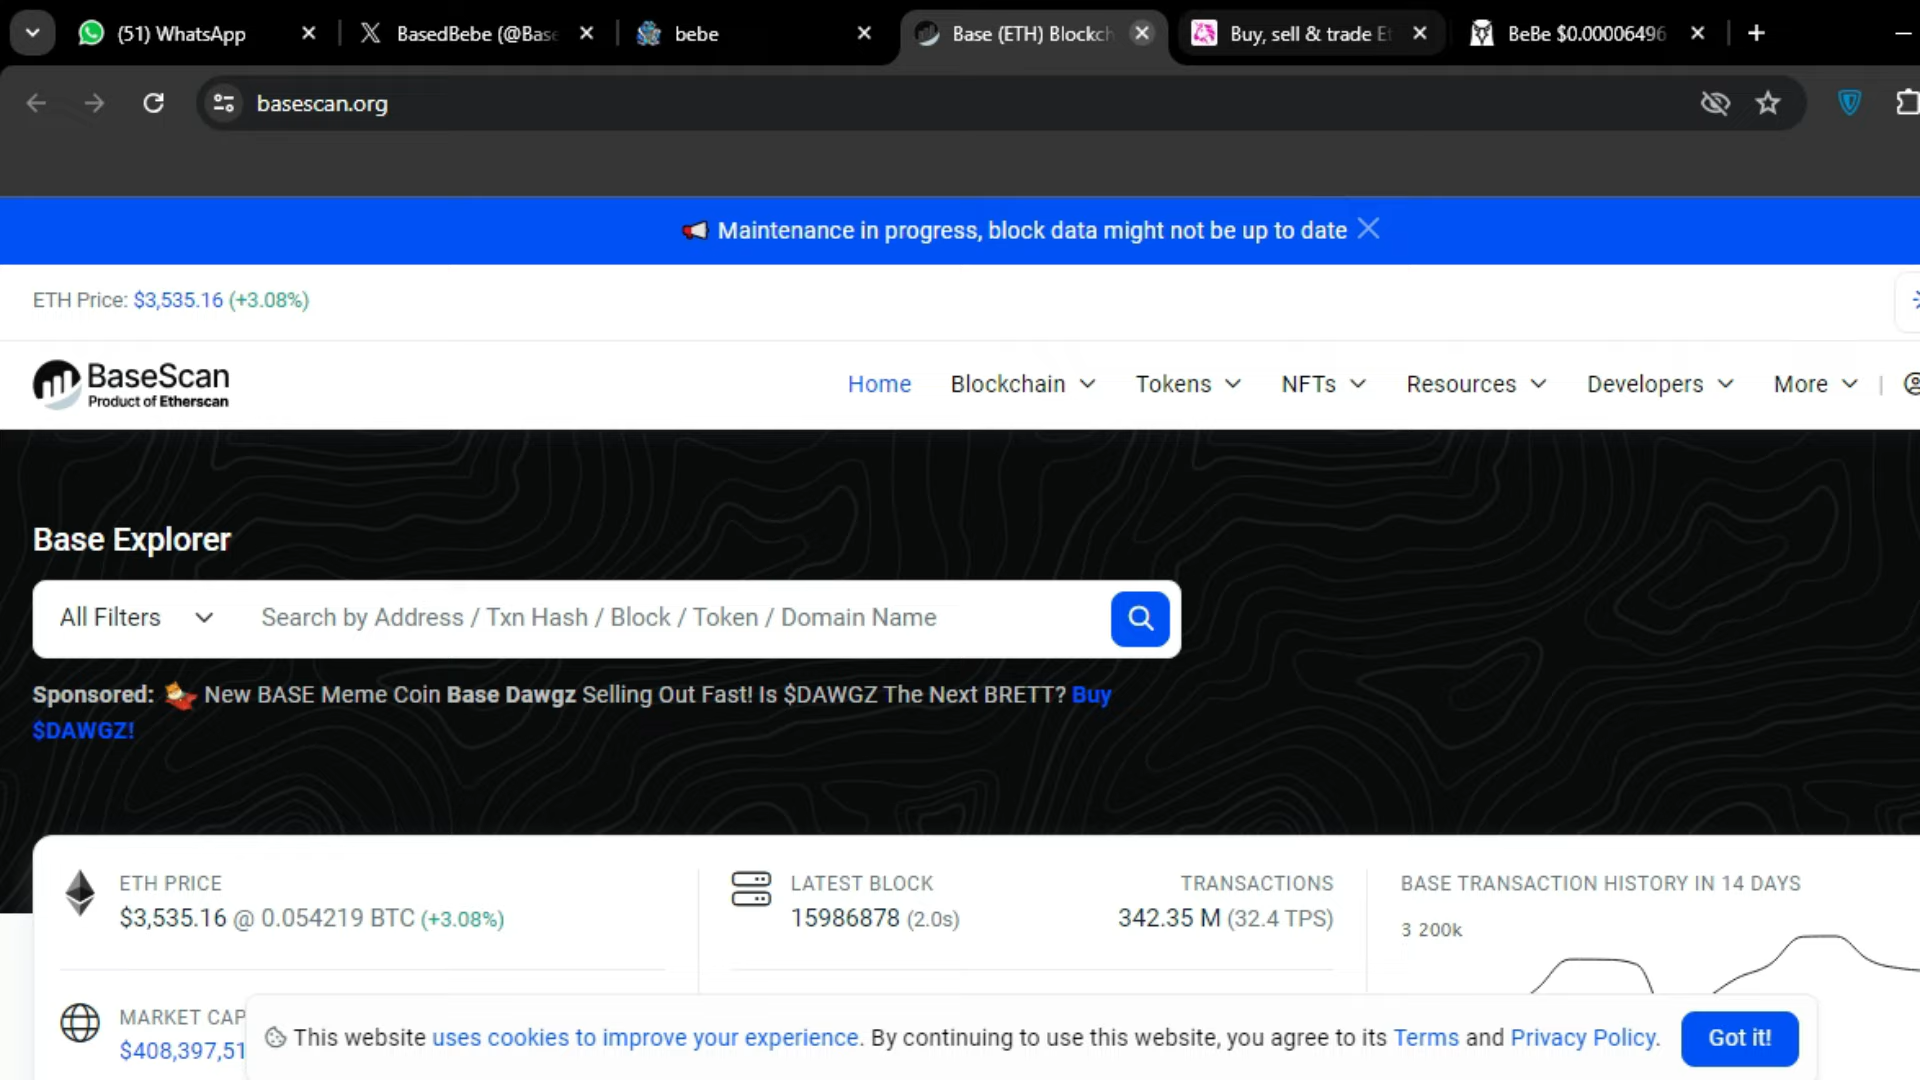 (51) WhatsApp
BasedBebe (@Base
bebe
Base (ETH) Blockch
Buy, sell & trade Et
BeBe $0.00006496
basescan.org
Maintenance in progress, block data might not be up to date
ETH Price: $3,535.16 (+3.08%)
BaseScan
Product of Etherscan
Home
Blockchain
Tokens
NFTs
Resources
Developers
More
Base Explorer
All Filters
Search by Address / Txn Hash / Block / Token / Domain Name
Sponsored: New BASE Meme Coin Base Dawgz Selling Out Fast! Is $DAWGZ The Next BRETT? Buy
$DAWGZ!
ETH PRICE
$3,535.16 @ 0.054219 BTC (+3.08%)
LATEST BLOCK
15986878 (2.0s)
TRANSACTIONS
342.35 M (32.4 TPS)
BASE TRANSACTION HISTORY IN 14 DAYS
3 200k
MARKET CAP
$408,397,51
This website uses cookies to improve your experience. By continuing to use this website, you agree to its Terms and Privacy Policy.
Got it!